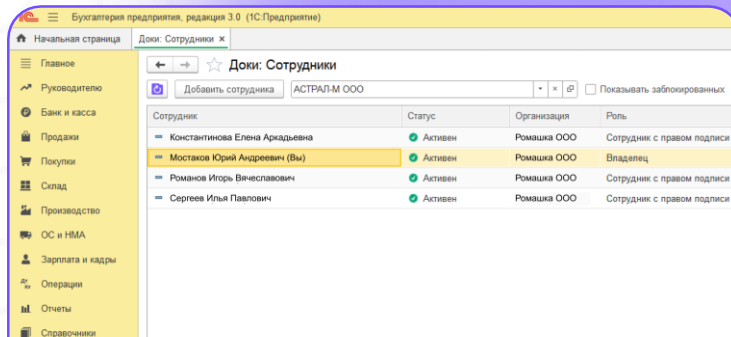 1С Бухгалтерия предприятия, редакция 3.0 (1С:Предприятие)
Начальная страница Доки: Сотрудники ×
Главное
Доки: Сотрудники
Руководителю
Добавить сотрудника АСТРАЛ-М ООО Показывать заблокированных
Банк и касса
Сотрудник Статус Организация Роль
Продажи
Константинова Елена Аркадьевна Активен Ромашка ООО Сотрудник с правом подписи
Покупки
Мостаков Юрий Андреевич (Вы) Активен Ромашка ООО Владелец
Склад
Романов Игорь Вячеславович Активен Ромашка ООО Сотрудник с правом подписи
Производство
Сергеев Илья Павлович Активен Ромашка ООО Сотрудник с правом подписи
ОС и НМА
Зарплата и кадры
Операции
Отчеты
Справочники